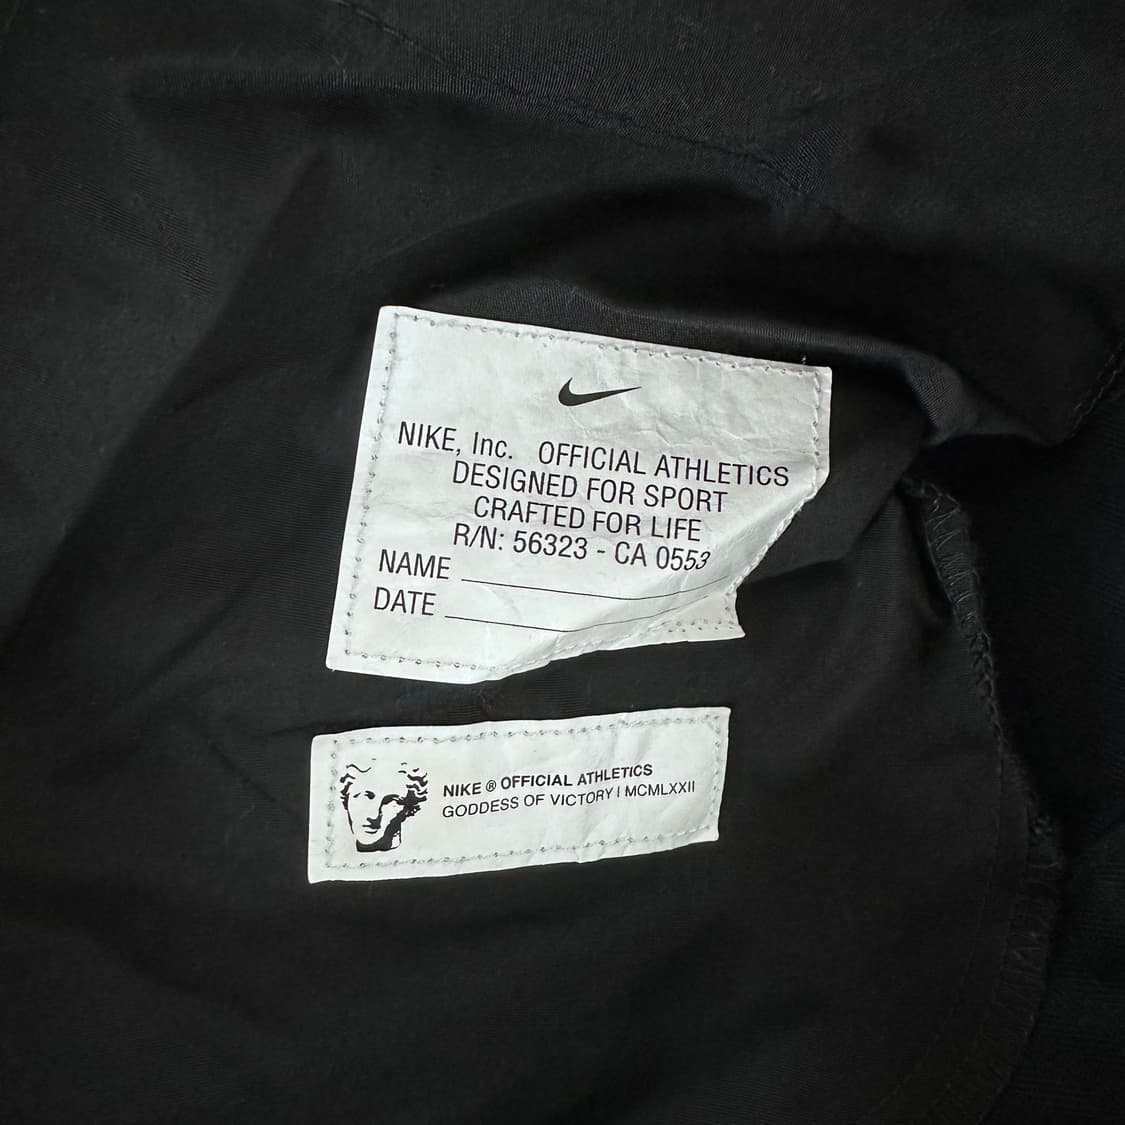 NIKE, Inc. OFFICIAL ATHLETICS
DESIGNED FOR SPORT
CRAFTED FOR LIFE
R/N: 56323 - CA 0553
NAME
DATE
NIKE ® OFFICIAL ATHLETICS
GODDESS OF VICTORY | MCMLXXII